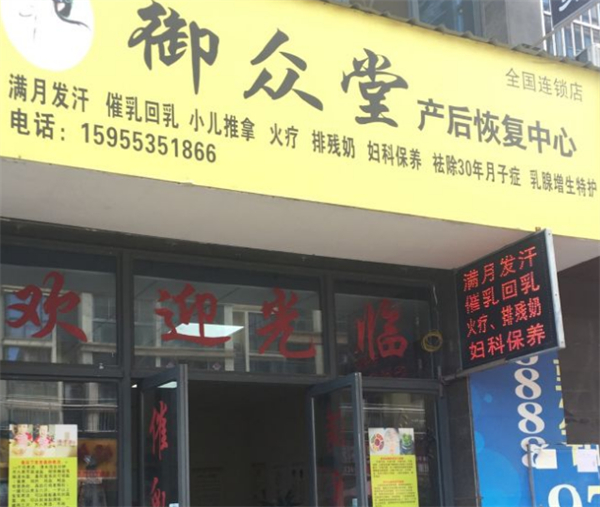 御众堂
全国连锁店
产后恢复中心
满月发汗 催乳回乳 小儿推拿 火疗 排残奶 妇科保养 祛除30年月子症 乳腺增生特护
电话：15955351866
欢迎光临
满月发汗
催乳回乳
火疗、排残奶
妇科保养
催
8888